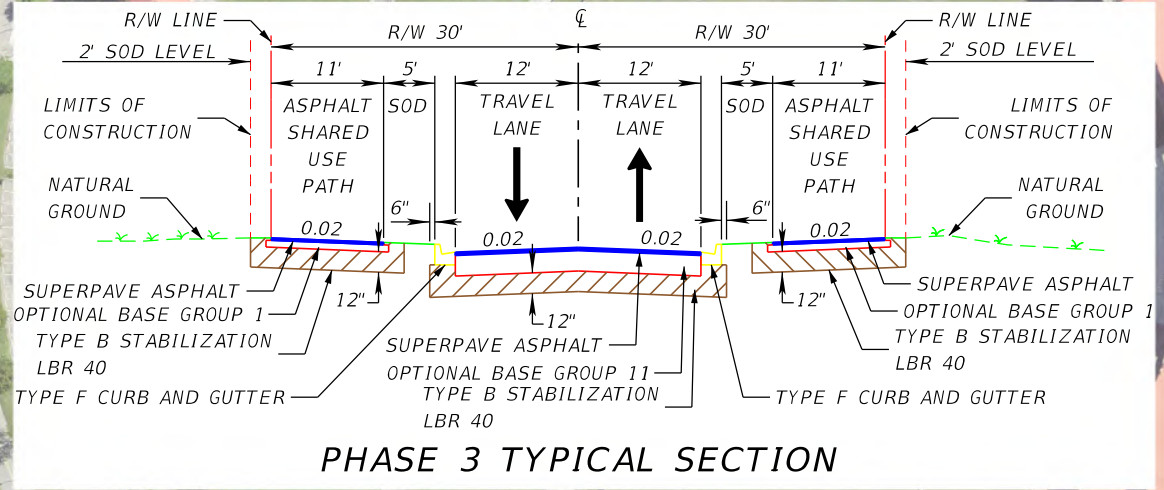 R/W LINE
℄
R/W LINE
R/W 30'
R/W 30'
2' SOD LEVEL
2' SOD LEVEL
11'
5'
12'
12'
5'
11'
LIMITS OF
CONSTRUCTION
ASPHALT
SHARED
USE
PATH
SOD
TRAVEL
LANE
TRAVEL
LANE
SOD
ASPHALT
SHARED
USE
PATH
LIMITS OF
CONSTRUCTION
NATURAL
GROUND
6"
6"
NATURAL
GROUND
0.02
0.02
0.02
0.02
SUPERPAVE ASPHALT
OPTIONAL BASE GROUP 1
TYPE B STABILIZATION
LBR 40
TYPE F CURB AND GUTTER
12"
12"
SUPERPAVE ASPHALT
OPTIONAL BASE GROUP 11
TYPE B STABILIZATION
LBR 40
12"
SUPERPAVE ASPHALT
OPTIONAL BASE GROUP 1
TYPE B STABILIZATION
LBR 40
TYPE F CURB AND GUTTER
PHASE 3 TYPICAL SECTION